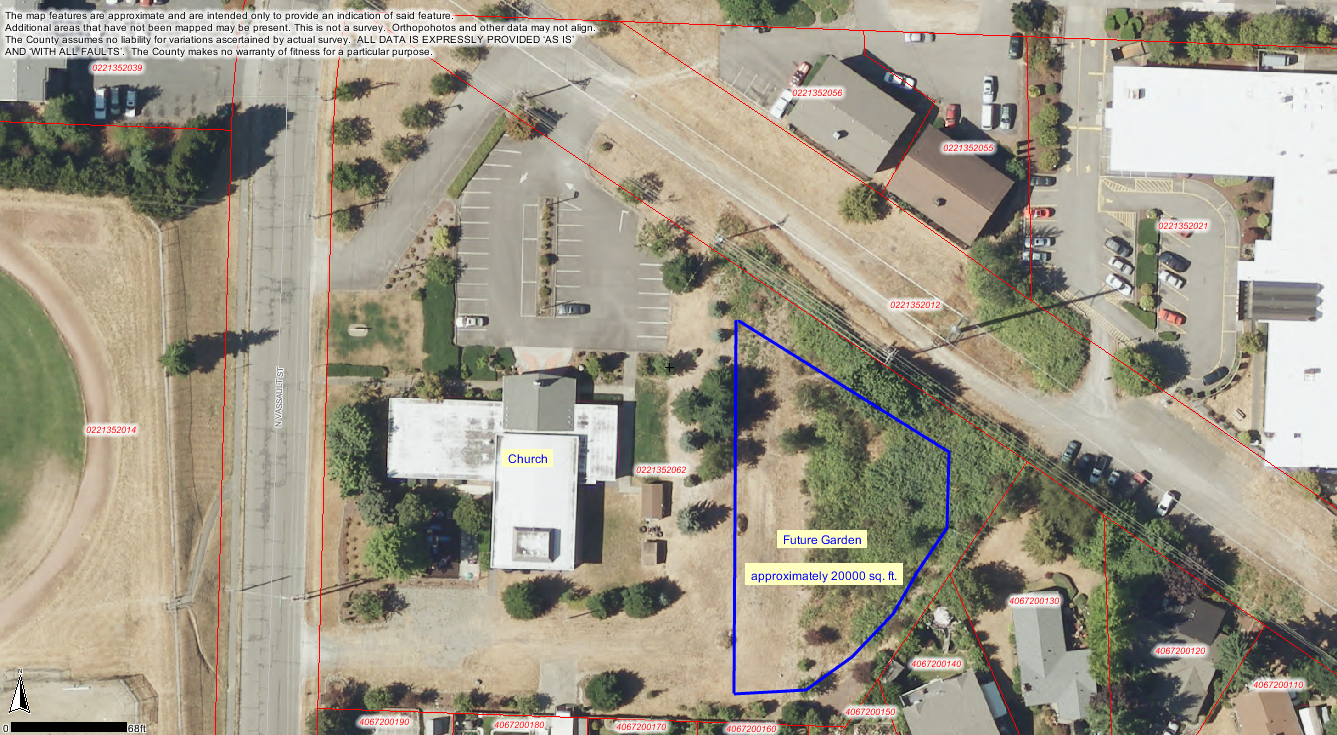 The map features are approximate and are intended only to provide an indication of said feature.
Additional areas that have not been mapped may be present. This is not a survey. Orthophotos and other data may not align.
The County assumes no liability for variations ascertained by actual survey. ALL DATA IS EXPRESSLY PROVIDED 'AS IS'
AND 'WITH ALL FAULTS'. The County makes no warranty of fitness for a particular purpose.
0221352039
0221352056
0221352055
0221352021
0221352012
N VASSAULT ST
0221352014
Church
0221352062
Future Garden
approximately 20000 sq. ft.
4067200130
4067200120
4067200140
4067200110
N
4067200150
4067200190
4067200180
4067200170
4067200160
0 68ft